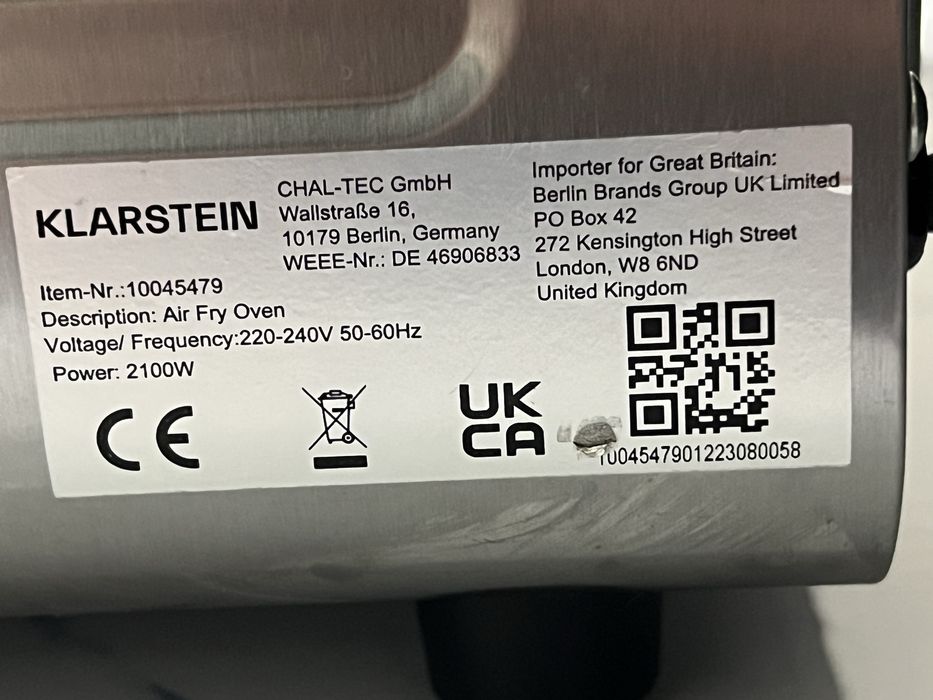 KLARSTEIN
CHAL-TEC GmbH
Wallstraße 16,
10179 Berlin, Germany
WEEE-Nr.: DE 46906833
Importer for Great Britain:
Berlin Brands Group UK Limited
PO Box 42
272 Kensington High Street
London, W8 6ND
United Kingdom
Item-Nr.:10045479
Description: Air Fry Oven
Voltage/ Frequency:220-240V 50-60Hz
Power: 2100W
CE
UK
CA
1004547901223080058